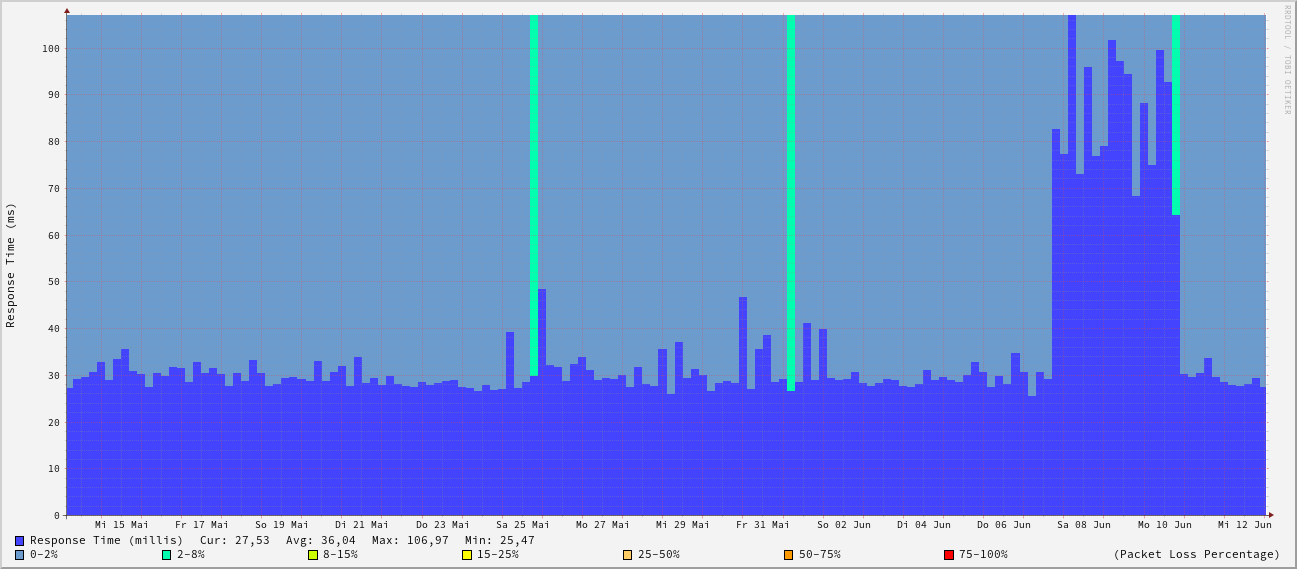 RRDTOOL / TOBI OETIKER
Response Time (ms)
100
90
80
70
60
50
40
30
20
10
0
Mi 15 Mai Fr 17 Mai So 19 Mai Di 21 Mai Do 23 Mai Sa 25 Mai Mo 27 Mai Mi 29 Mai Fr 31 Mai So 02 Jun Di 04 Jun Do 06 Jun Sa 08 Jun Mo 10 Jun Mi 12 Jun
Response Time (millis) Cur: 27,53 Avg: 36,04 Max: 106,97 Min: 25,47
0-2% 2-8% 8-15% 15-25% 25-50% 50-75% 75-100% (Packet Loss Percentage)